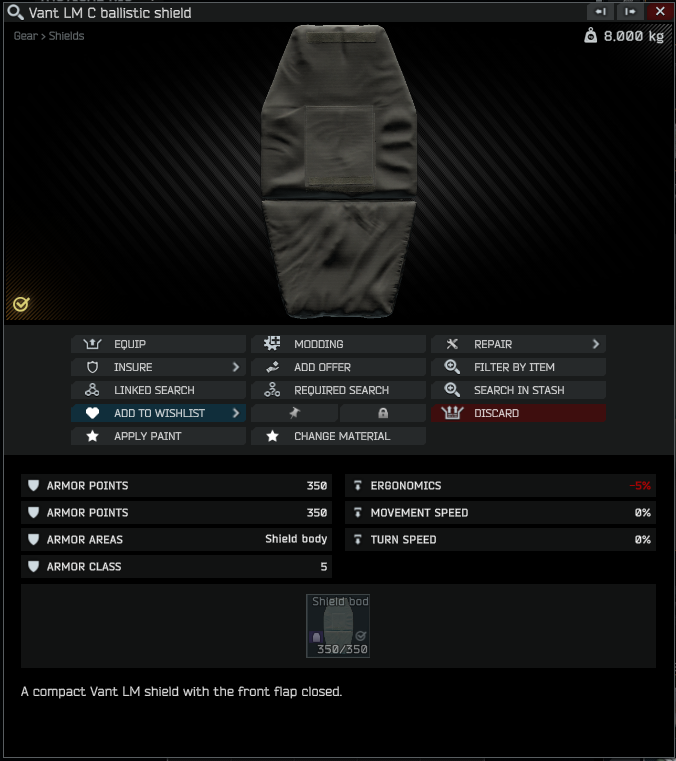 Vant LM C ballistic shield
Gear > Shields
8.000 kg
EQUIP
MODDING
REPAIR
INSURE
ADD OFFER
FILTER BY ITEM
LINKED SEARCH
REQUIRED SEARCH
SEARCH IN STASH
ADD TO WISHLIST
DISCARD
APPLY PAINT
CHANGE MATERIAL
ARMOR POINTS 350
ERGONOMICS -5%
ARMOR POINTS 350
MOVEMENT SPEED 0%
ARMOR AREAS Shield body
TURN SPEED 0%
ARMOR CLASS 5
Shield bod
350/350
A compact Vant LM shield with the front flap closed.